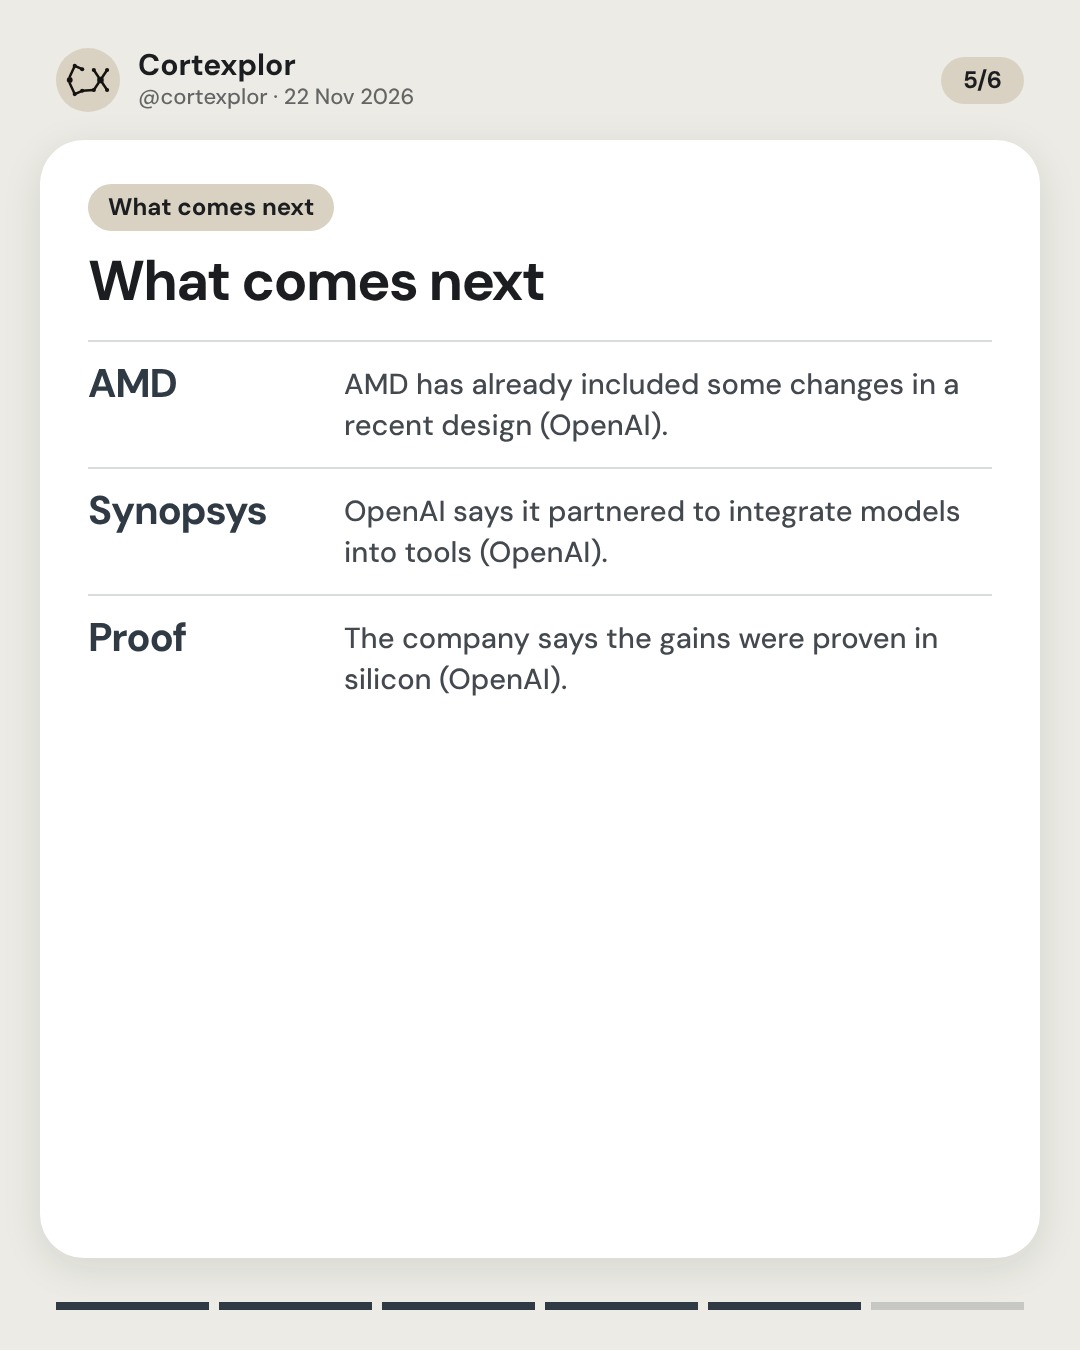 Cortexplor
@cortexplor · 22 Nov 2026
5/6
What comes next
What comes next
AMD
AMD has already included some changes in a
recent design (OpenAI).
Synopsys
OpenAI says it partnered to integrate models
into tools (OpenAI).
Proof
The company says the gains were proven in
silicon (OpenAI).